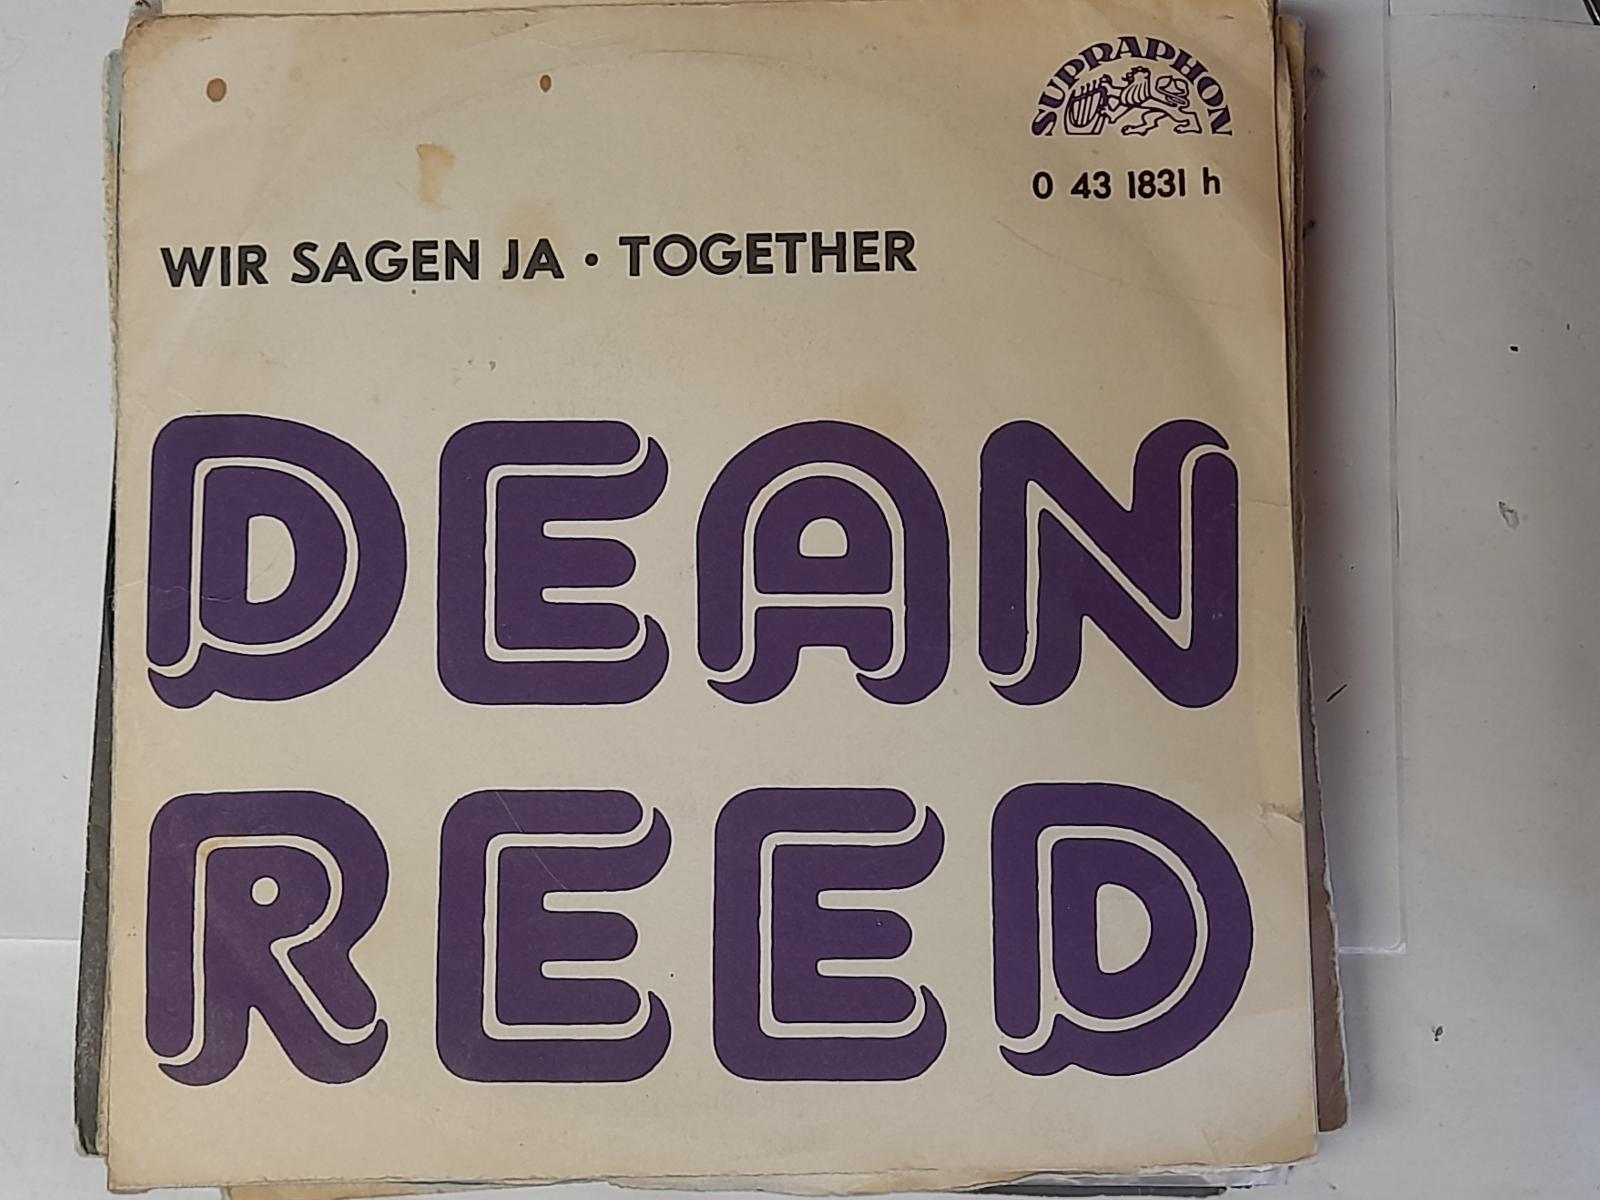 SUPRAPHON
0 43 1831 h
WIR SAGEN JA · TOGETHER
DEAN
REED